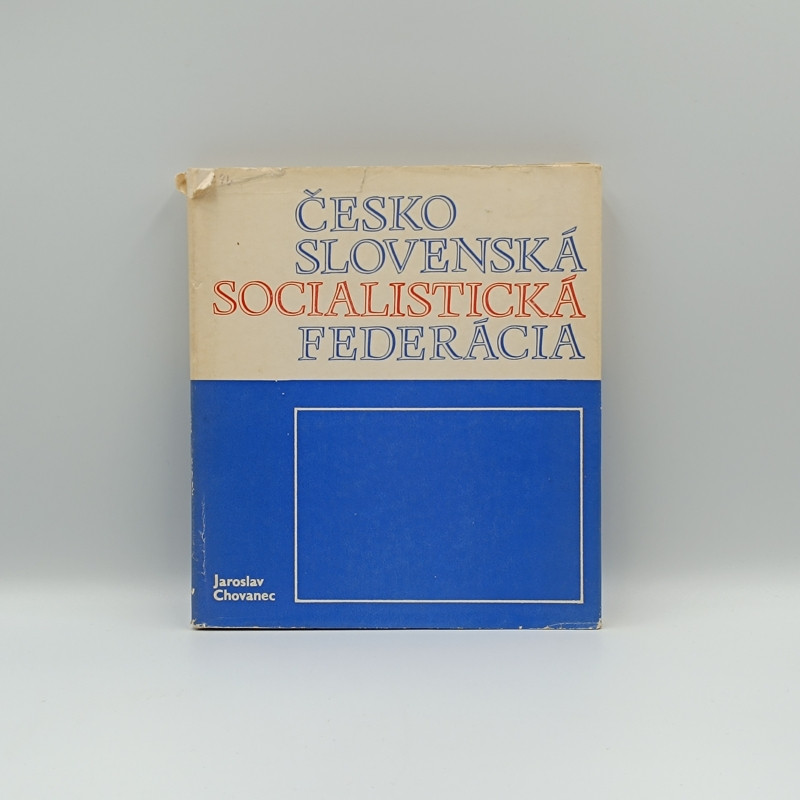 ČESKO
SLOVENSKÁ
SOCIALISTICKÁ
FEDERÁCIA
Jaroslav
Chovanec